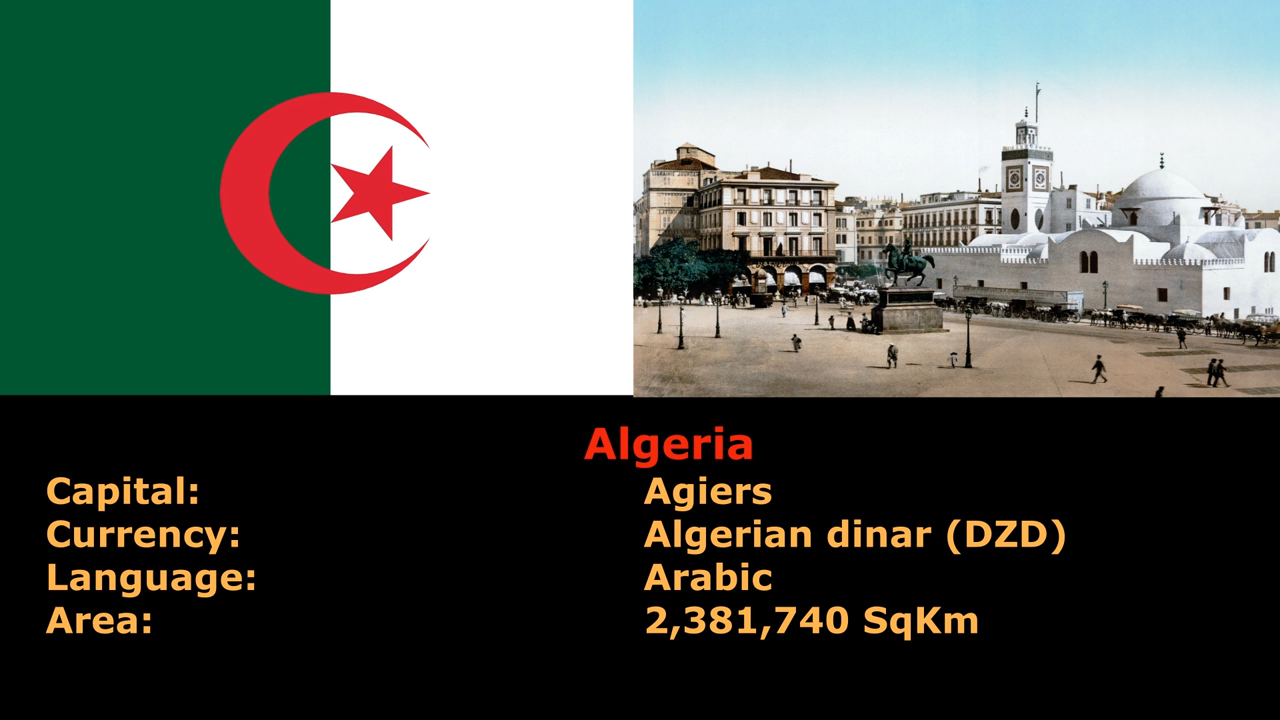 Algeria
Capital: Agiers
Currency: Algerian dinar (DZD)
Language: Arabic
Area: 2,381,740 SqKm